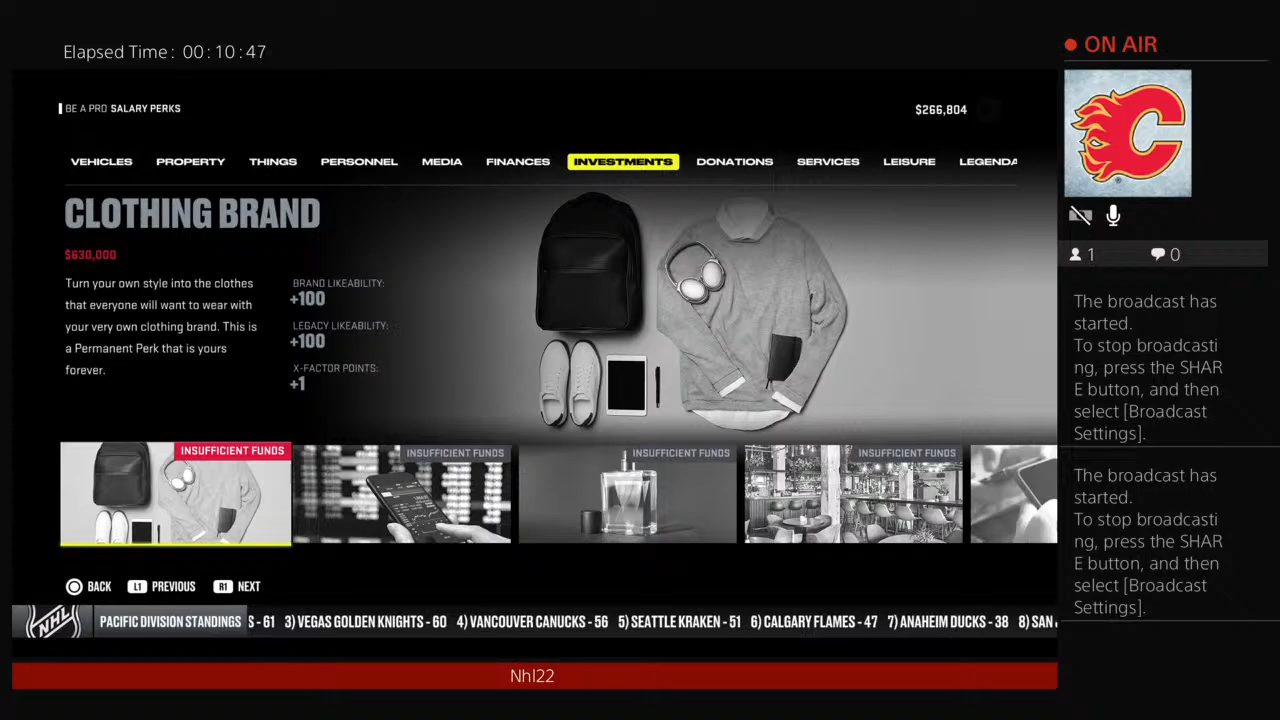 Elapsed Time: 00:10:47
ON AIR
BE A PRO SALARY PERKS
$266,804
VEHICLES PROPERTY THINGS PERSONNEL MEDIA FINANCES INVESTMENTS DONATIONS SERVICES LEISURE LEGENDA
CLOTHING BRAND
$630,000
Turn your own style into the clothes
that everyone will want to wear with
your very own clothing brand. This is
a Permanent Perk that is yours
forever.
BRAND LIKEABILITY:
+100
LEGACY LIKEABILITY:
+100
X-FACTOR POINTS:
+1
INSUFFICIENT FUNDS
INSUFFICIENT FUNDS
INSUFFICIENT FUNDS
INSUFFICIENT FUNDS
BACK L1 PREVIOUS R1 NEXT
NHL PACIFIC DIVISION STANDINGS S - 61 3) VEGAS GOLDEN KNIGHTS - 60 4) VANCOUVER CANUCKS - 56 5) SEATTLE KRAKEN - 51 6) CALGARY FLAMES - 47 7) ANAHEIM DUCKS - 38 8) SAN
Nhl22
C
1 0
The broadcast has
started.
To stop broadcasti
ng, press the SHAR
E button, and then
select [Broadcast
Settings].
The broadcast has
started.
To stop broadcasti
ng, press the SHAR
E button, and then
select [Broadcast
Settings].